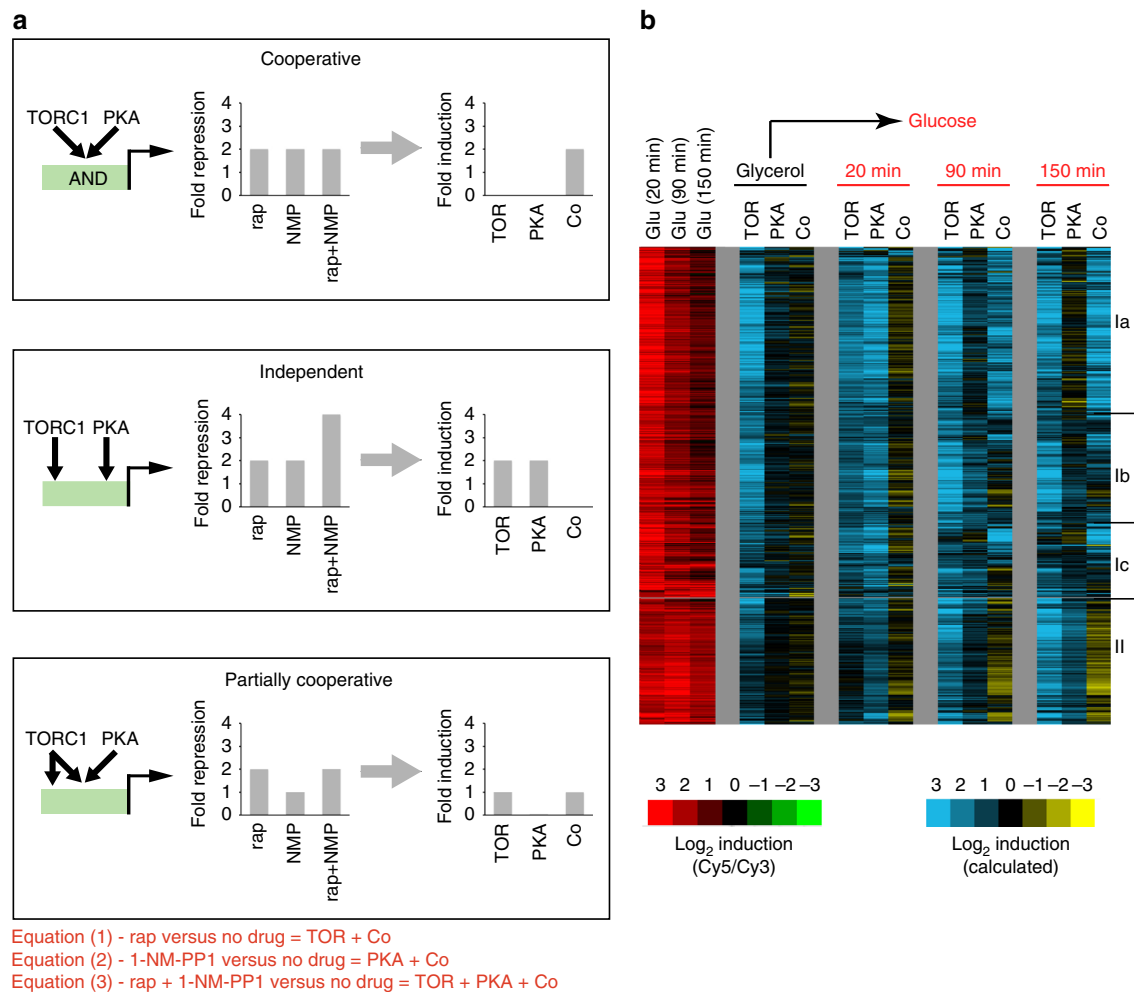 a
Cooperative
TORC1 PKA
AND
Fold repression
4
3
2
1
0
rap
NMP
rap+NMP
Fold induction
4
3
2
1
0
TOR
PKA
Co
Independent
TORC1 PKA
Fold repression
4
3
2
1
0
rap
NMP
rap+NMP
Fold induction
4
3
2
1
0
TOR
PKA
Co
Partially cooperative
TORC1 PKA
Fold repression
4
3
2
1
0
rap
NMP
rap+NMP
Fold induction
4
3
2
1
0
TOR
PKA
Co
Equation (1) - rap versus no drug = TOR + Co
Equation (2) - 1-NM-PP1 versus no drug = PKA + Co
Equation (3) - rap + 1-NM-PP1 versus no drug = TOR + PKA + Co
b
Glucose
Glu (20 min)
Glu (90 min)
Glu (150 min)
Glycerol
20 min
90 min
150 min
TOR
PKA
Co
TOR
PKA
Co
TOR
PKA
Co
TOR
PKA
Co
Ia
Ib
Ic
II
3 2 1 0 –1 –2 –3
Log2 induction
(Cy5/Cy3)
3 2 1 0 –1 –2 –3
Log2 induction
(calculated)